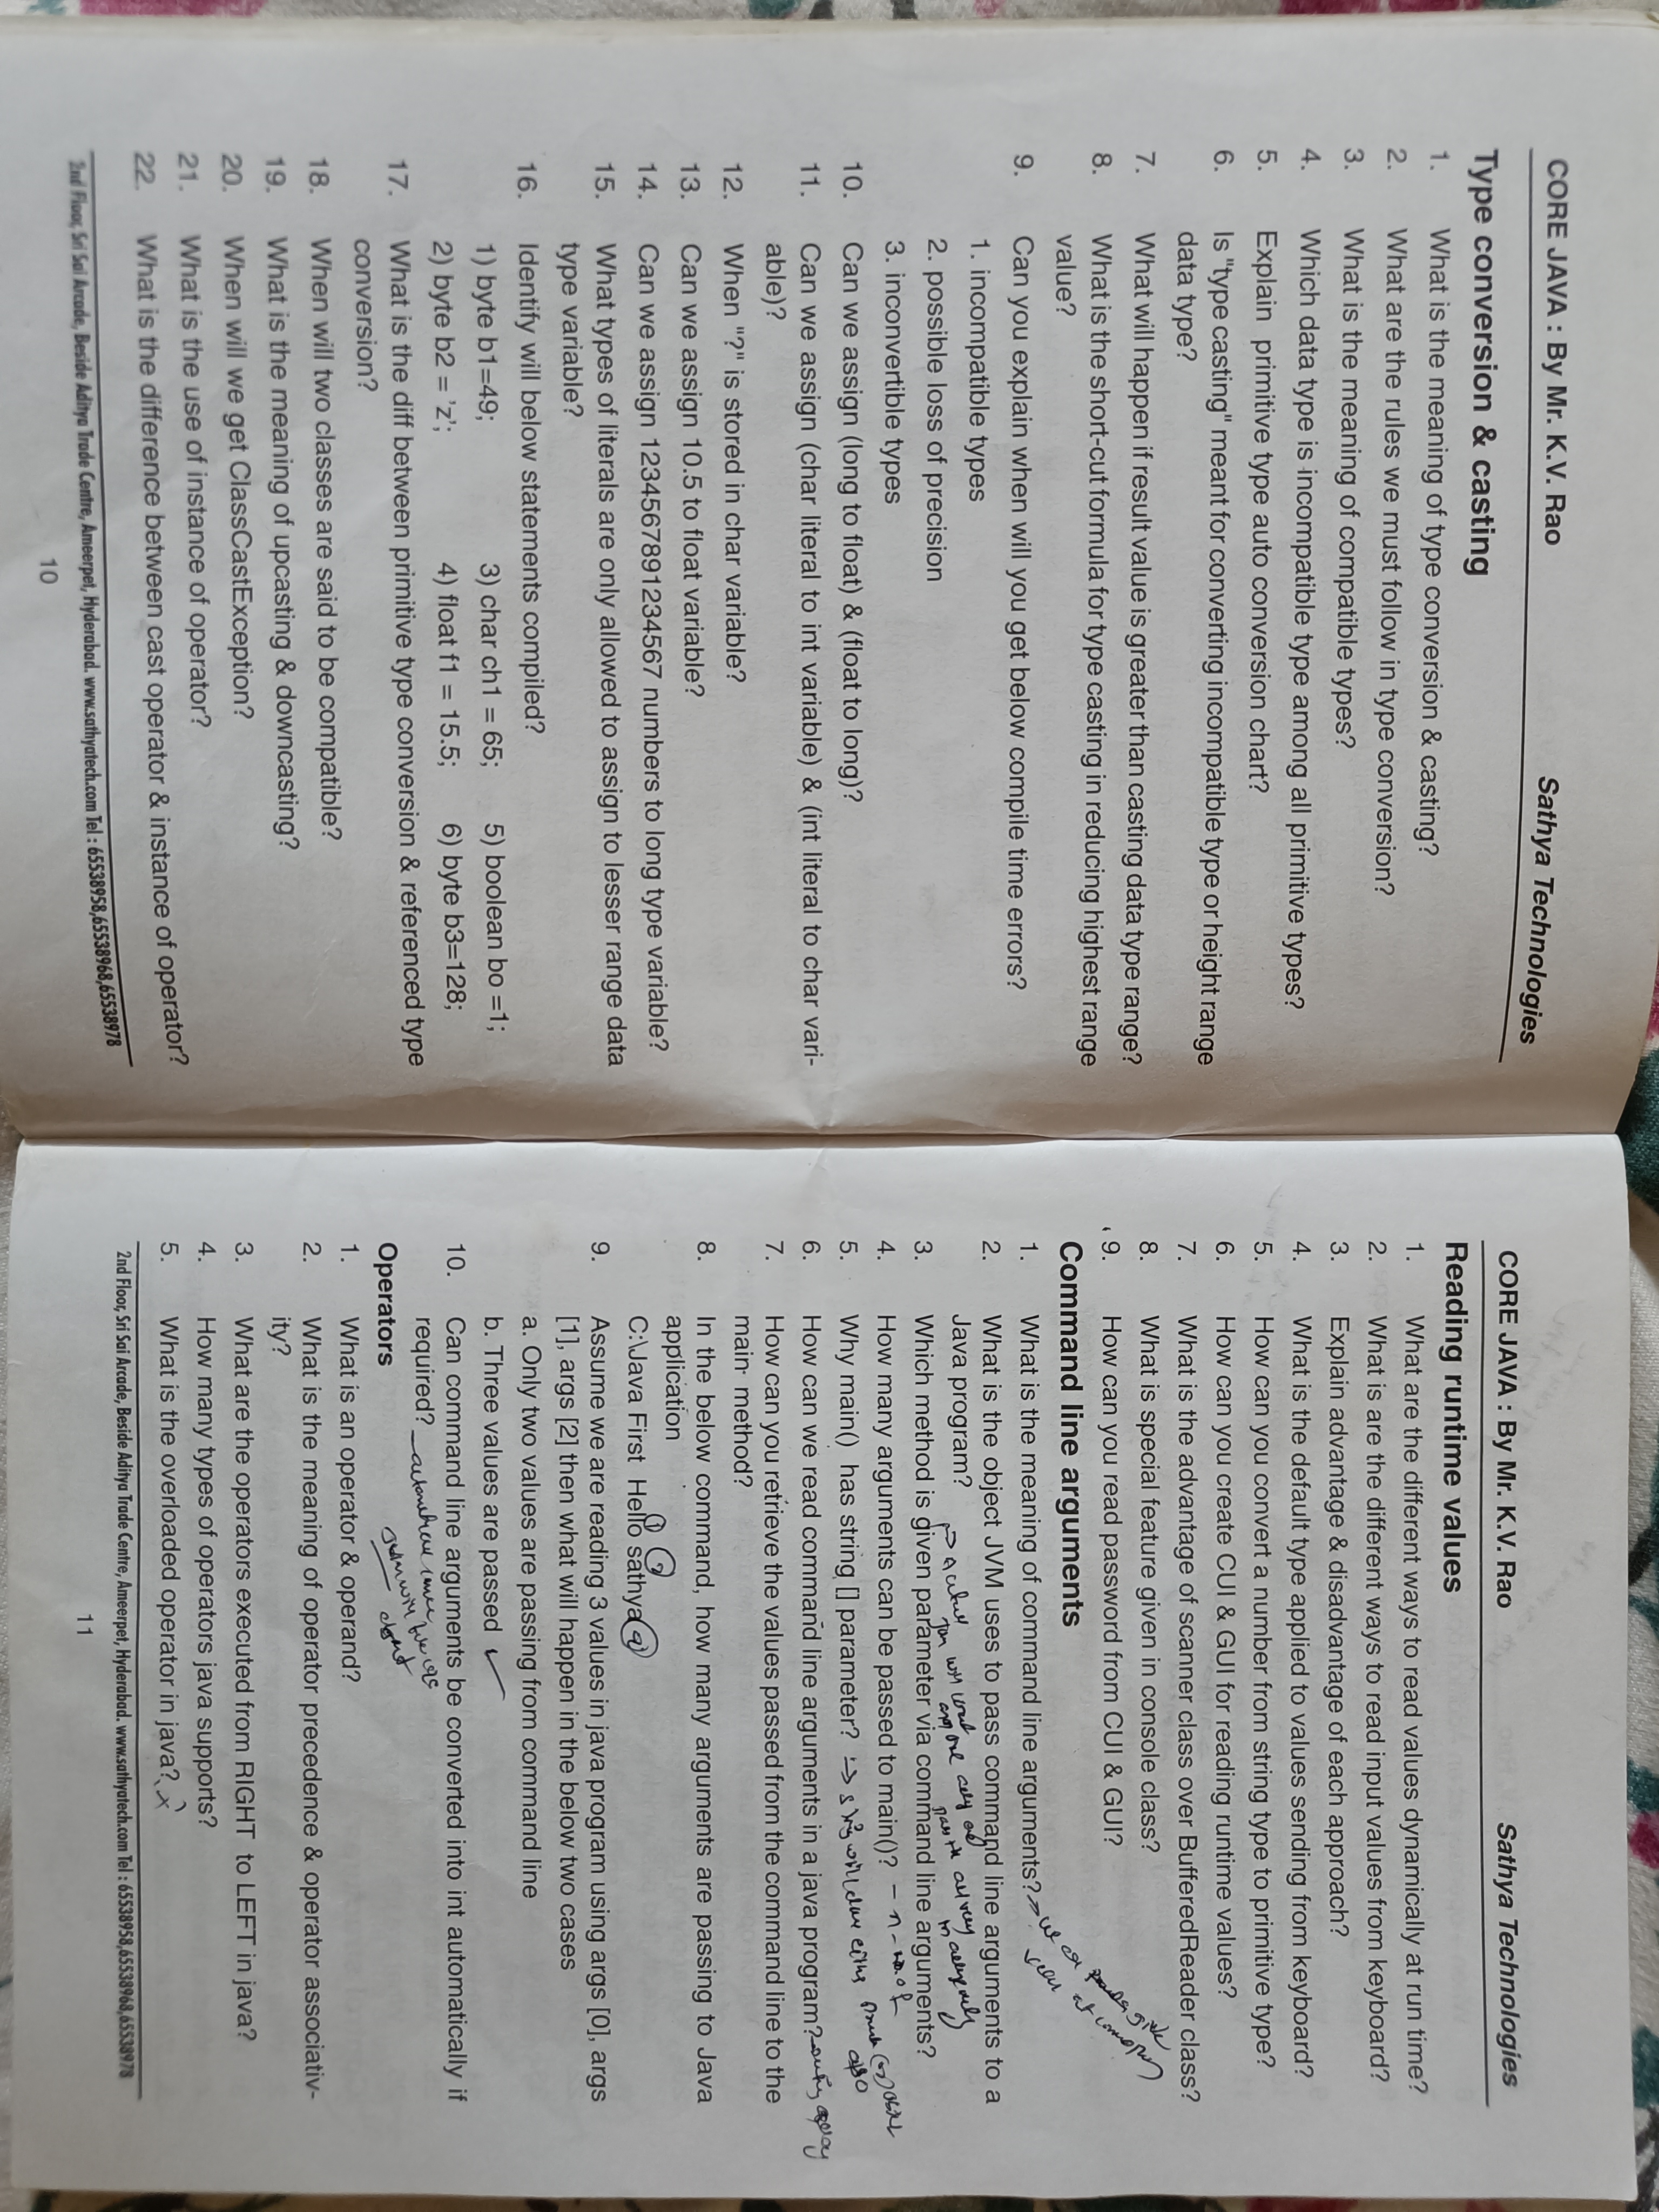 CORE JAVA : By Mr. K.V. Rao Sathya Technologies
Type conversion & casting
1. What is the meaning of type conversion & casting?
2. What are the rules we must follow in type conversion?
3. What is the meaning of compatible types?
4. Which data type is incompatible type among all primitive types?
5. Explain primitive type auto conversion chart?
6. Is "type casting" meant for converting incompatible type or height range
data type?
7. What will happen if result value is greater than casting data type range?
8. What is the short-cut formula for type casting in reducing highest range
value?
9. Can you explain when will you get below compile time errors?
1. incompatible types
2. possible loss of precision
3. inconvertible types
10. Can we assign (long to float) & (float to long)?
11. Can we assign (char literal to int variable) & (int literal to char vari-
able)?
12. When "?" is stored in char variable?
13. Can we assign 10.5 to float variable?
14. Can we assign 1234567891234567 numbers to long type variable?
15. What types of literals are only allowed to assign to lesser range data
type variable?
16. Identify will below statements compiled?
1) byte b1=49; 3) char ch1 = 65; 5) boolean bo =1;
2) byte b2 = 'z'; 4) float f1 = 15.5; 6) byte b3=128;
17. What is the diff between primitive type conversion & referenced type
conversion?
18. When will two classes are said to be compatible?
19. What is the meaning of upcasting & downcasting?
20. When will we get ClassCastException?
21. What is the use of instance of operator?
22. What is the difference between cast operator & instance of operator?
2nd Floor, Sri Sai Arcade, Beside Aditya Trade Centre, Ameerpet, Hyderabad. www.sathyatech.com Tel : 65538958,65538968,65538978
10
CORE JAVA : By Mr. K.V. Rao Sathya Technologies
Reading runtime values
1. What are the different ways to read values dynamically at run time?
2. What is are the different ways to read input values from keyboard?
3. Explain advantage & disadvantage of each approach?
4. What is the default type applied to values sending from keyboard?
5. How can you convert a number from string type to primitive type?
6. How can you create CUI & GUI for reading runtime values?
7. What is the advantage of scanner class over BufferedReader class?
8. What is special feature given in console class?
9. How can you read password from CUI & GUI?
Command line arguments
1. What is the meaning of command line arguments?
2. What is the object JVM uses to pass command line arguments to a
Java program?
3. Which method is given parameter via command line arguments?
4. How many arguments can be passed to main()? - n - no. of
5. Why main() has string [] parameter?
6. How can we read command line arguments in a java program?
7. How can you retrieve the values passed from the command line to the
main method?
8. In the below command, how many arguments are passing to Java
application
C:\Java First Hello sathya
9. Assume we are reading 3 values in java program using args [0], args
[1], args [2] then what will happen in the below two cases
a. Only two values are passing from command line
b. Three values are passed ✓
10. Can command line arguments be converted into int automatically if
required?
Operators
1. What is an operator & operand?
2. What is the meaning of operator precedence & operator associativ-
ity?
3. What are the operators executed from RIGHT to LEFT in java?
4. How many types of operators java supports?
5. What is the overloaded operator in java?
2nd Floor, Sri Sai Arcade, Beside Aditya Trade Centre, Ameerpet, Hyderabad. www.sathyatech.com Tel : 65538958,65538968,65538978
11